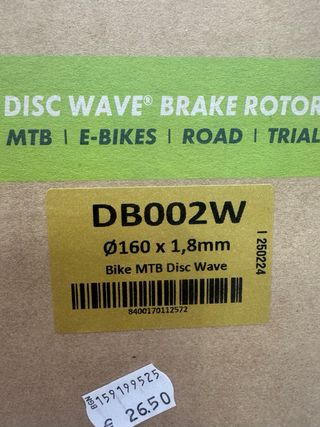 DISC WAVE® BRAKE ROTOR
MTB | E-BIKES | ROAD | TRIAL
DB002W
Ø160 x 1,8mm
Bike MTB Disc Wave
I 250224
8400170112572
159199525
€ 26.50